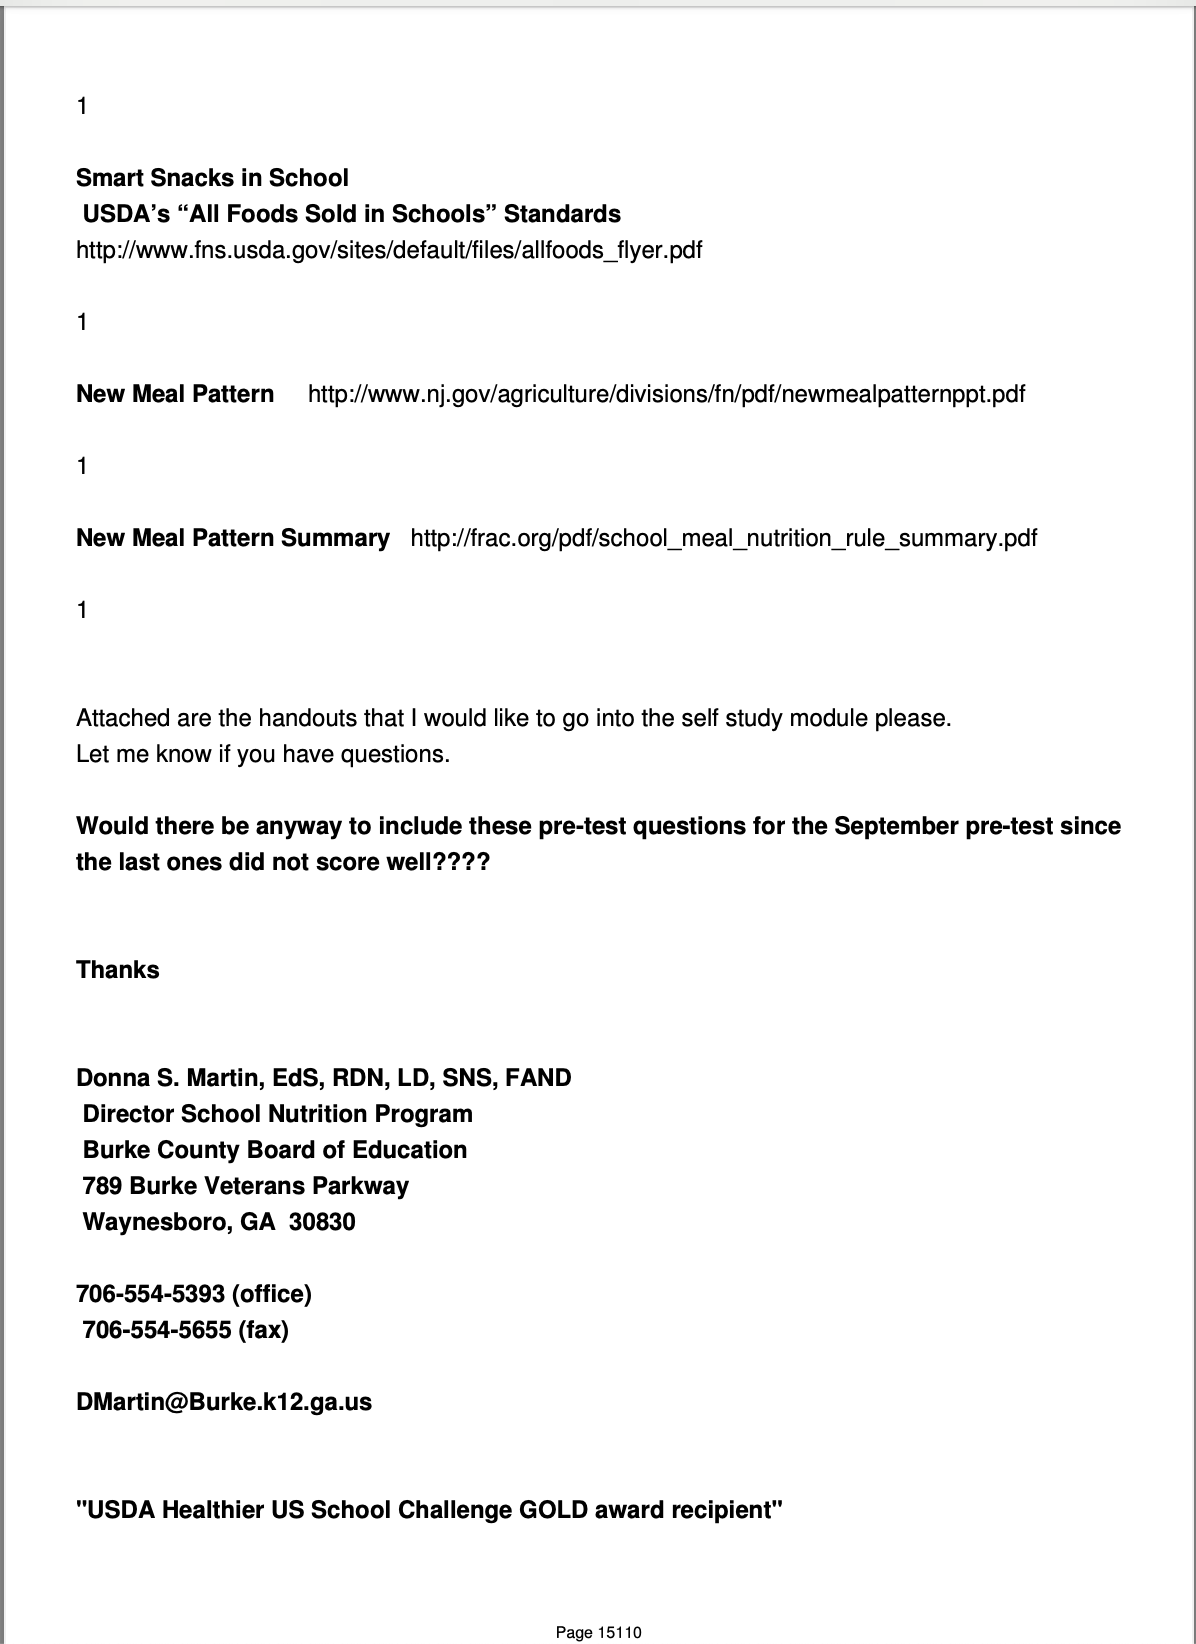 1
Smart Snacks in School
USDA’s “All Foods Sold in Schools” Standards
http://www.fns.usda.gov/sites/default/files/allfoods_flyer.pdf
1
New Meal Pattern http://www.nj.gov/agriculture/divisions/fn/pdf/newmealpatternppt.pdf
1
New Meal Pattern Summary http://frac.org/pdf/school_meal_nutrition_rule_summary.pdf
1
Attached are the handouts that I would like to go into the self study module please.
Let me know if you have questions.
Would there be anyway to include these pre-test questions for the September pre-test since
the last ones did not score well????
Thanks
Donna S. Martin, EdS, RDN, LD, SNS, FAND
Director School Nutrition Program
Burke County Board of Education
789 Burke Veterans Parkway
Waynesboro, GA  30830
706-554-5393 (office)
706-554-5655 (fax)
DMartin@Burke.k12.ga.us
"USDA Healthier US School Challenge GOLD award recipient"
Page 15110